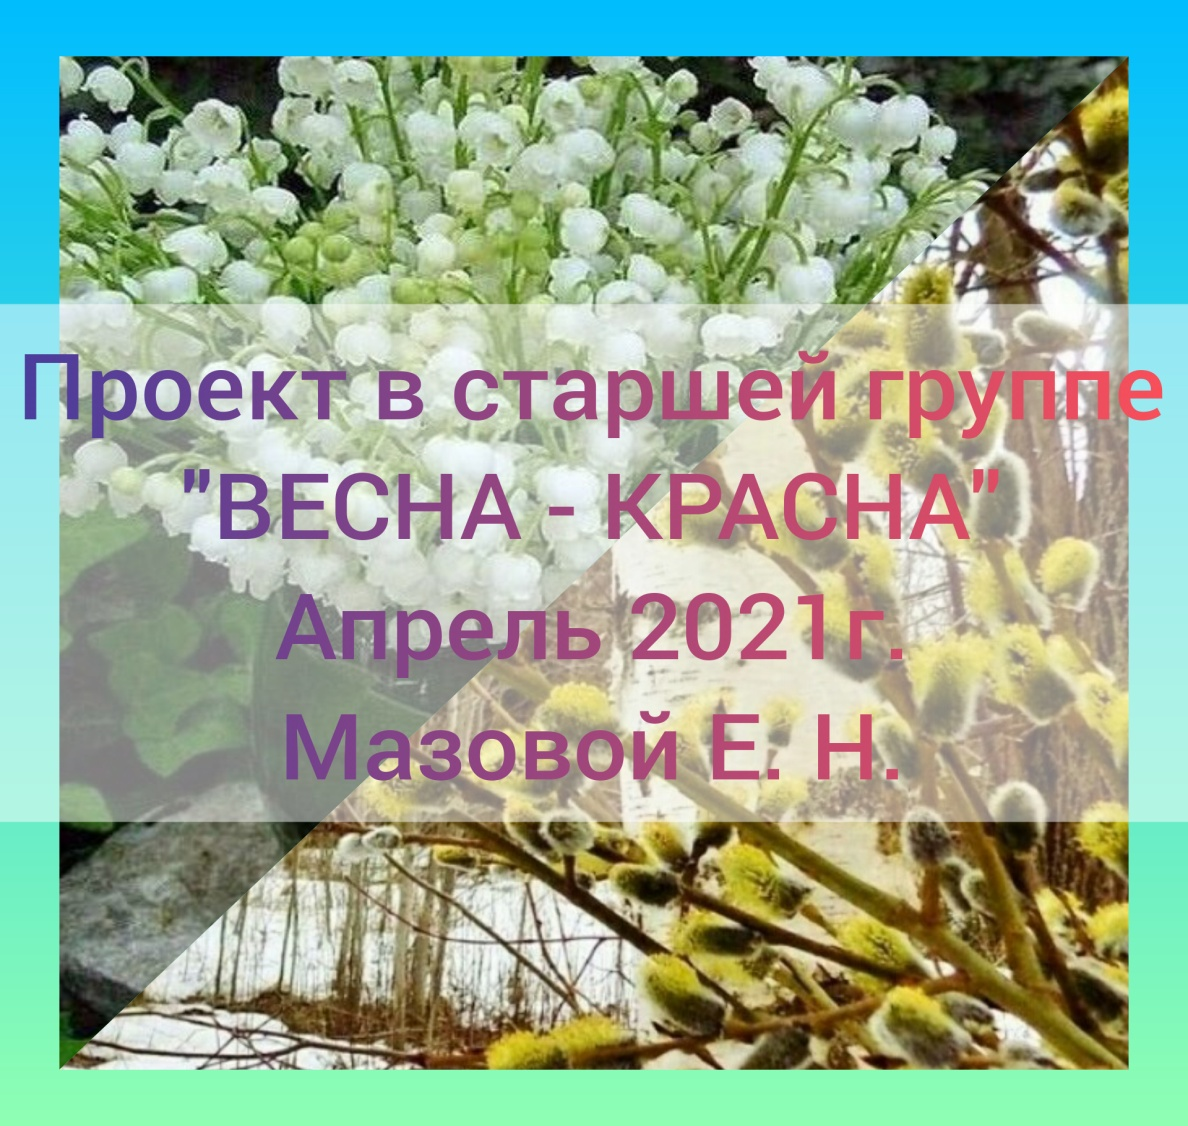 Проект в старшей группе
"ВЕСНА - КРАСНА"
Апрель 2021г.
Мазовой Е. Н.